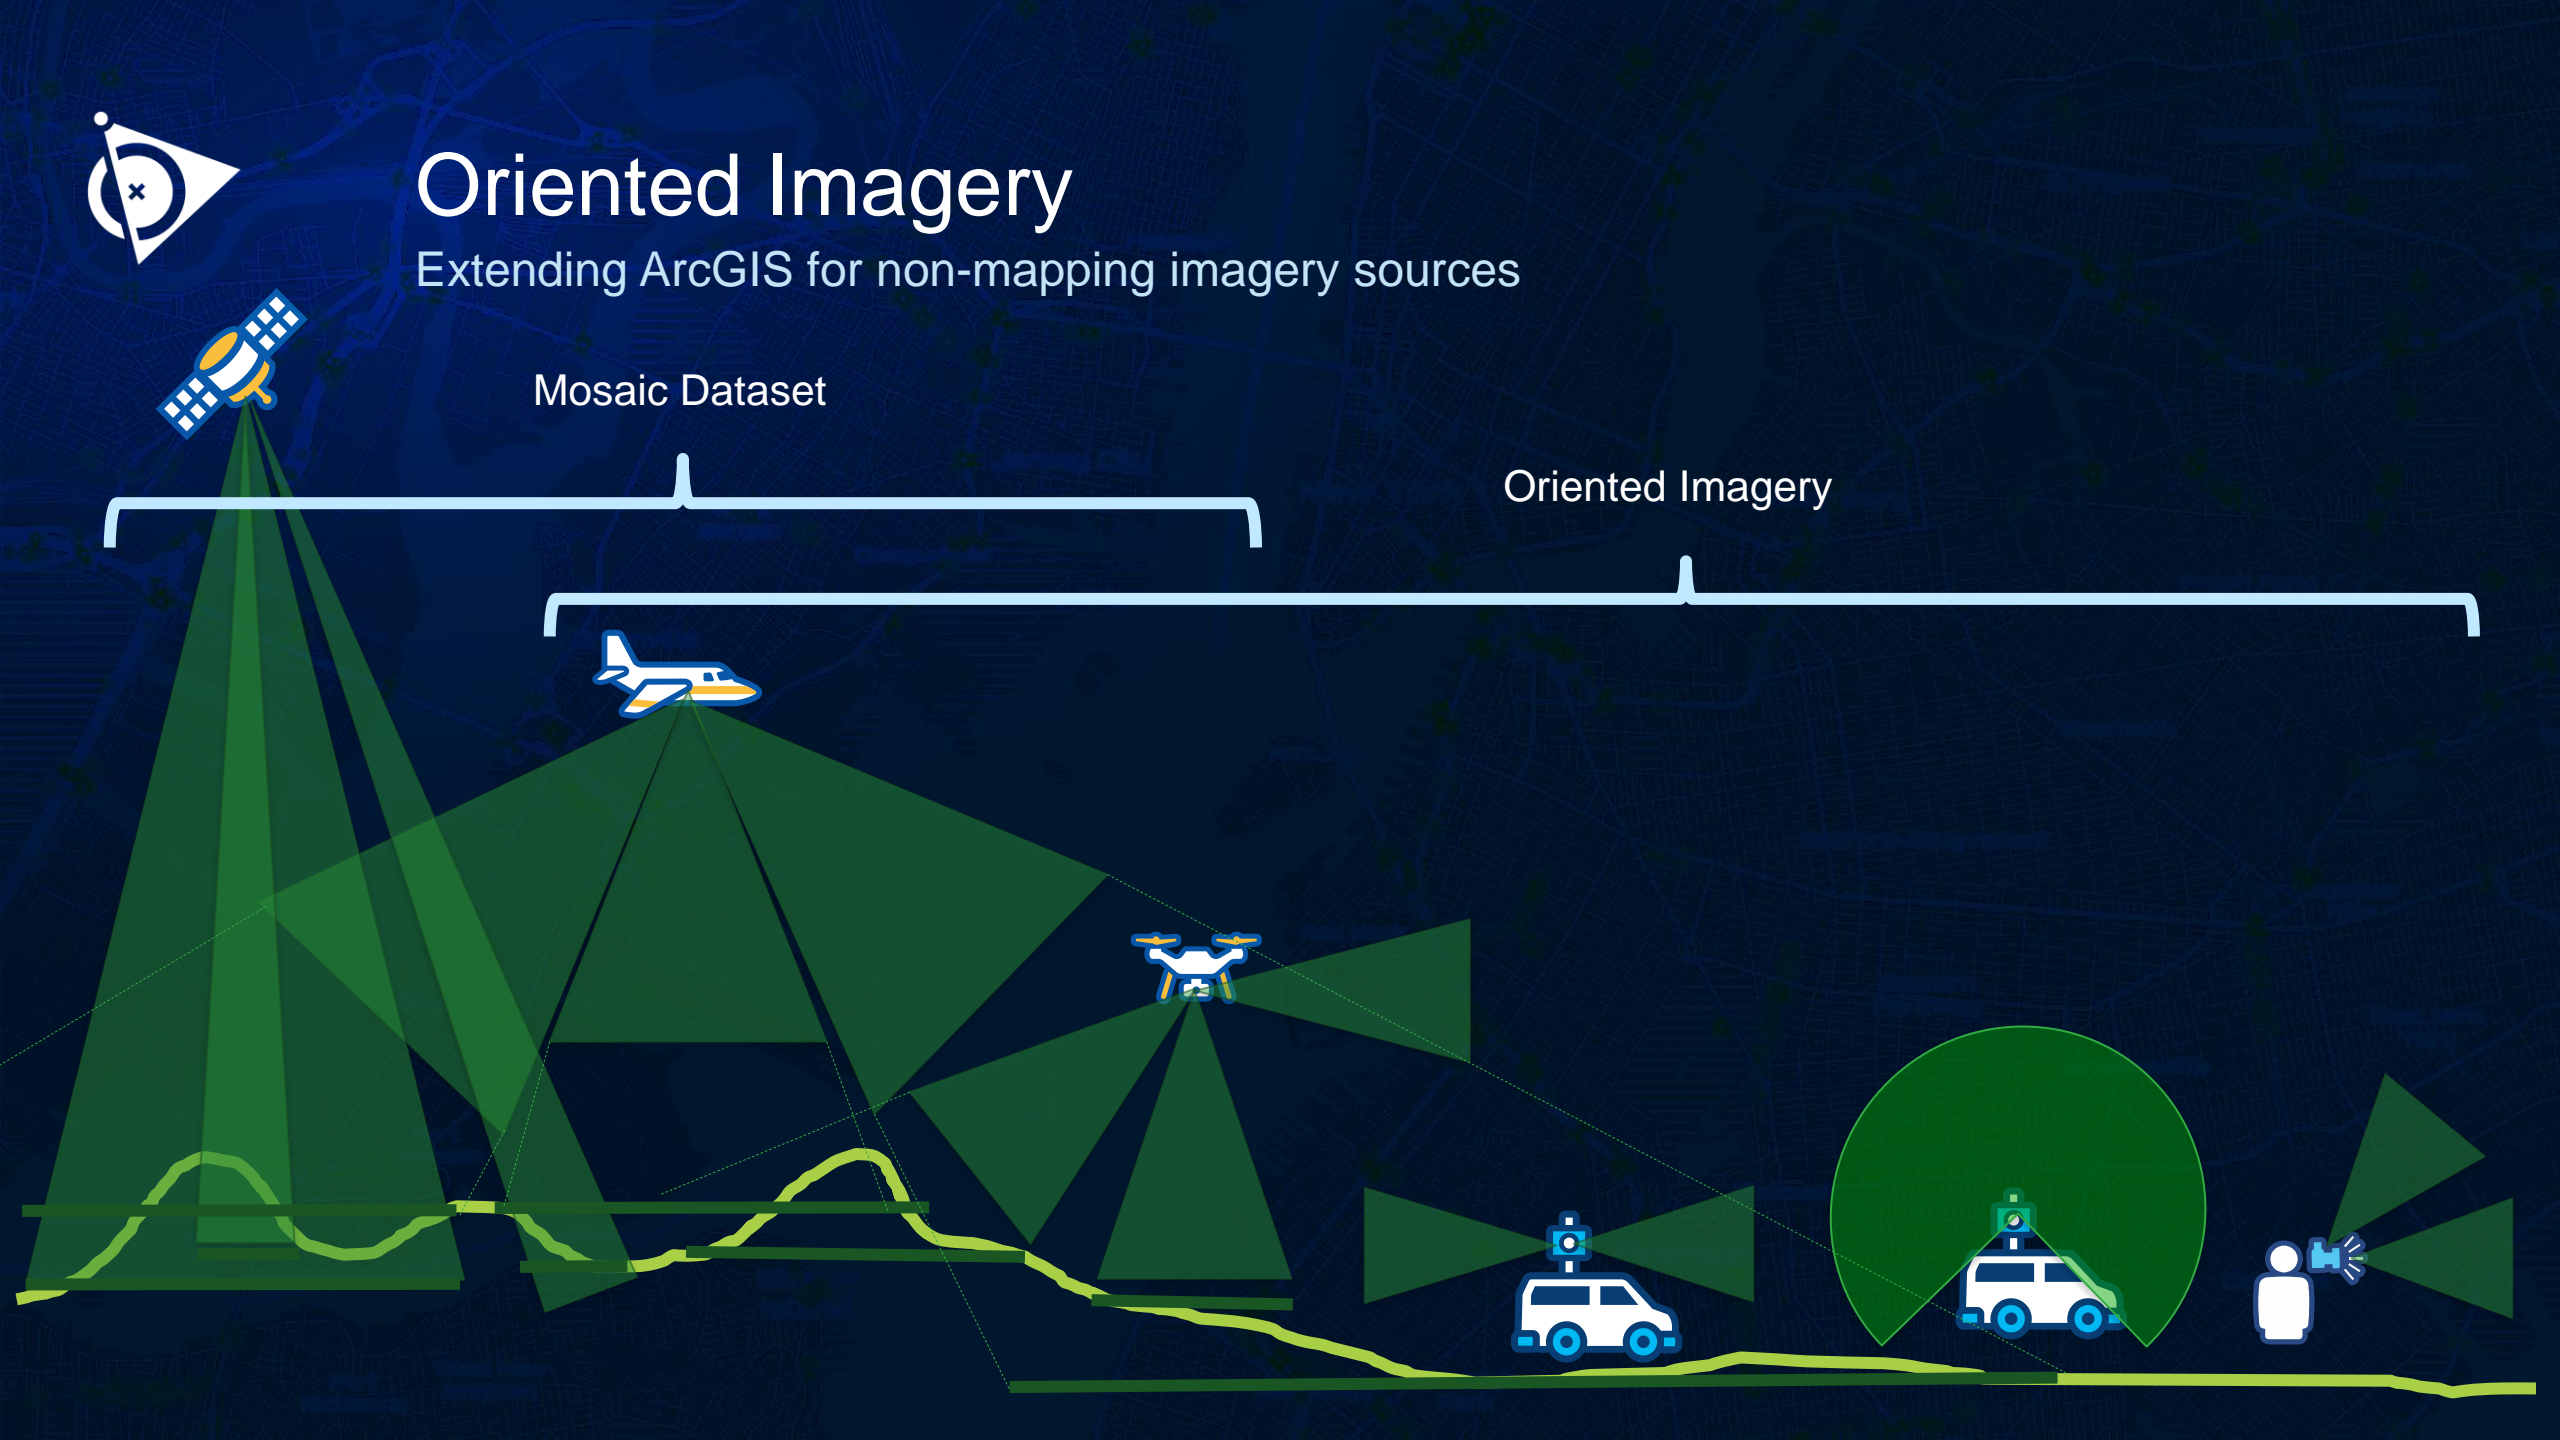 Oriented Imagery
Extending ArcGIS for non-mapping imagery sources
Mosaic Dataset
Oriented Imagery